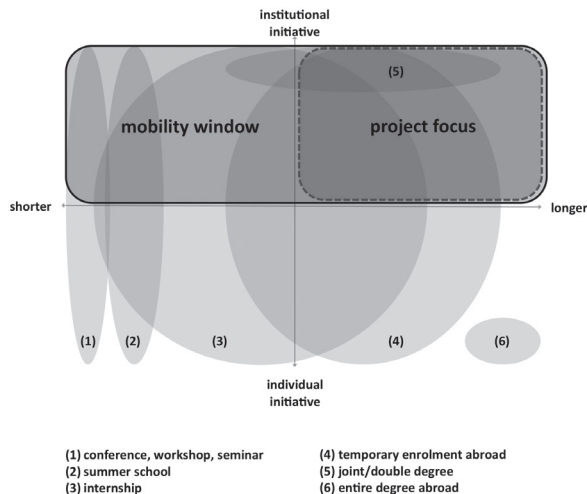 institutional
initiative
(5)
mobility window
project focus
shorter
longer
(1)
(2)
(3)
(4)
(6)
individual
initiative
(1) conference, workshop, seminar
(2) summer school
(3) internship
(4) temporary enrolment abroad
(5) joint/double degree
(6) entire degree abroad